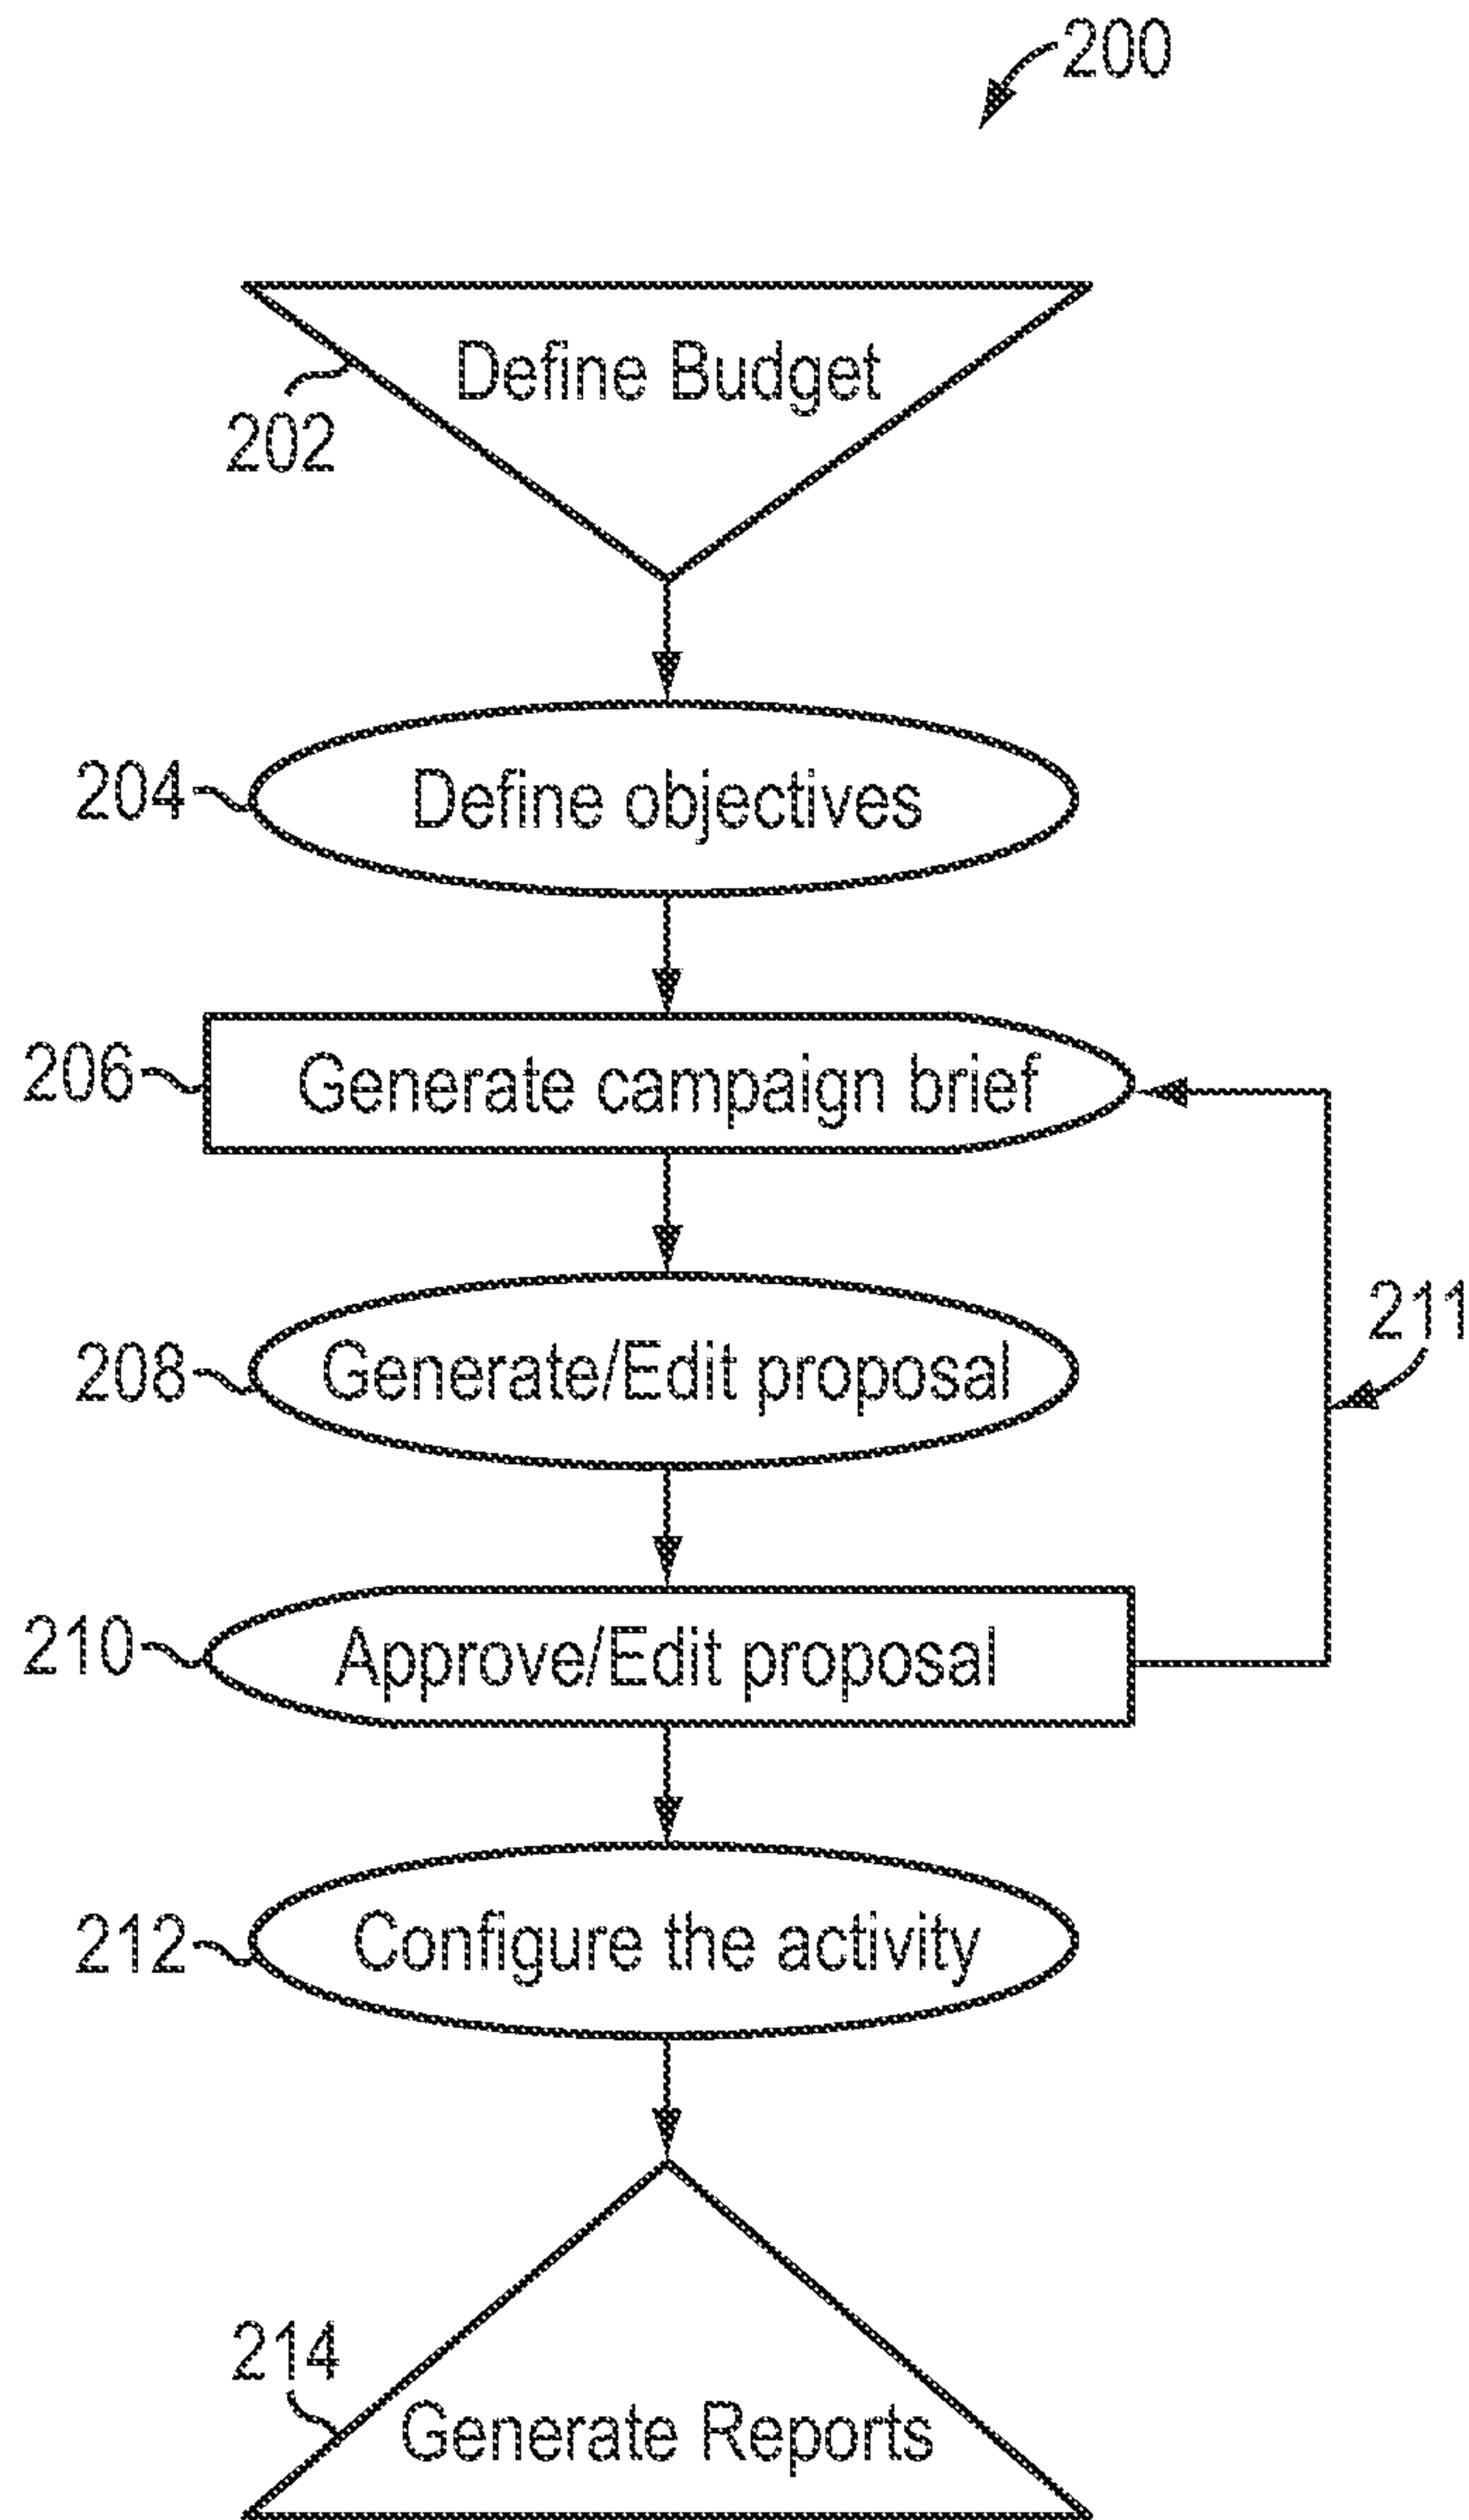 200
Define Budget
202
204
Define objectives
206
Generate campaign brief
208
Generate/Edit proposal
211
210
Approve/Edit proposal
212
Configure the activity
214
Generate Reports